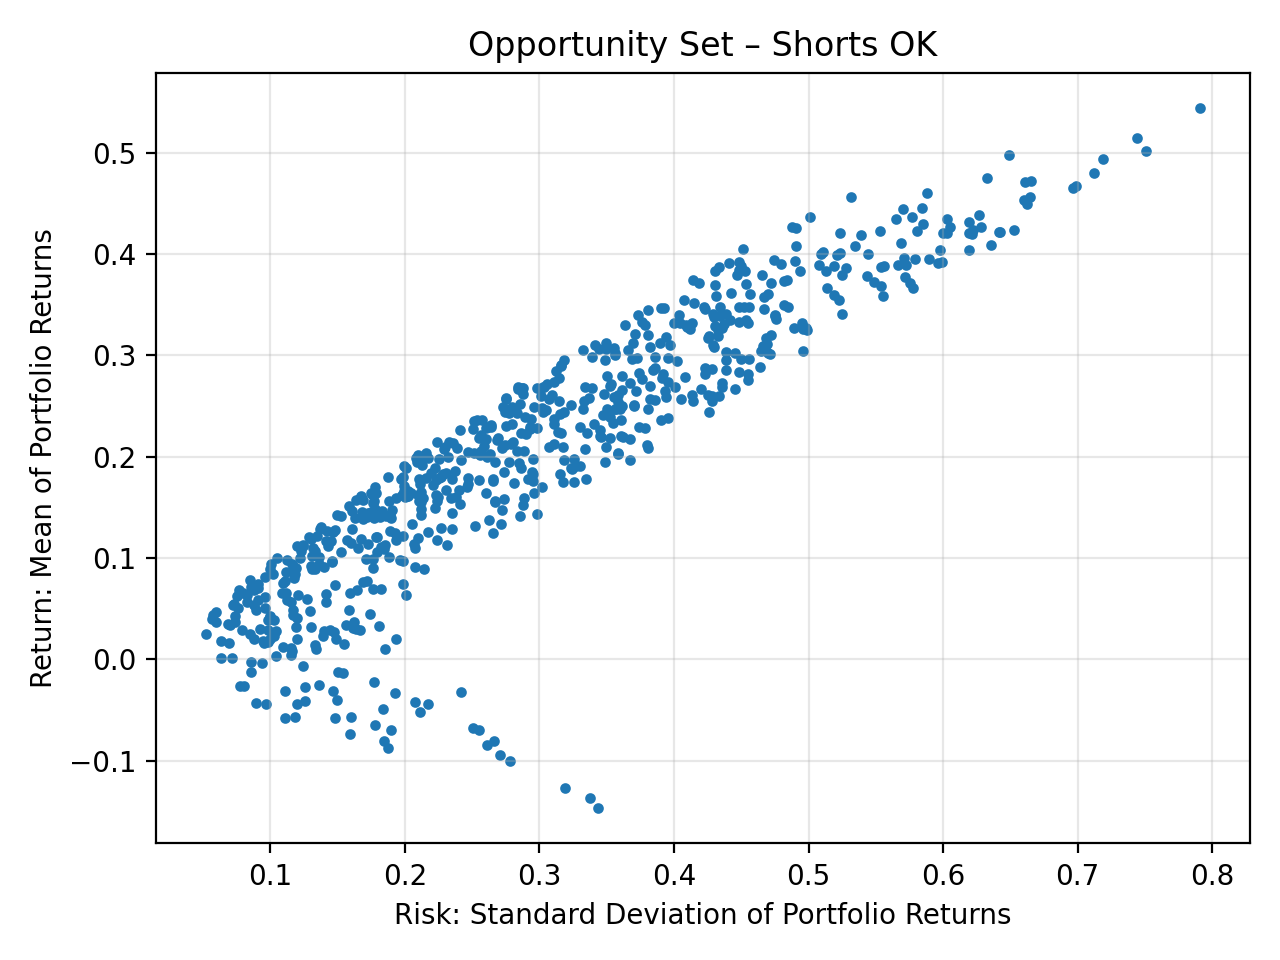 Opportunity Set – Shorts OK
Return: Mean of Portfolio Returns
0.5
0.4
0.3
0.2
0.1
0.0
−0.1
0.1 0.2 0.3 0.4 0.5 0.6 0.7 0.8
Risk: Standard Deviation of Portfolio Returns